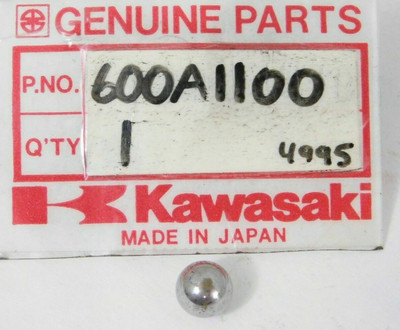 GENUINE PARTS
P.NO. 600A1100
Q'TY 1 4995
Kawasaki
MADE IN JAPAN